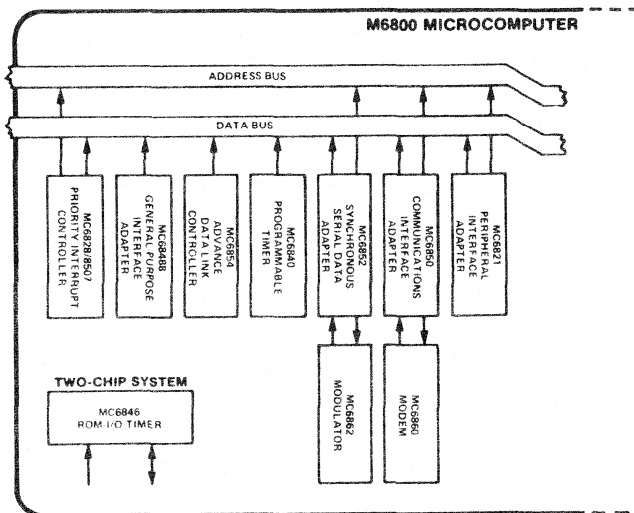 M6800 MICROCOMPUTER
ADDRESS BUS
DATA BUS
MC6828/8507
PRIORITY INTERRUPT
CONTROLLER
MC68488
GENERAL PURPOSE
INTERFACE
ADAPTER
MC6854
ADVANCE
DATA LINK
CONTROLLER
MC6840
PROGRAMMABLE
TIMER
MC6852
SYNCHRONOUS
SERIAL DATA
ADAPTER
MC6850
COMMUNICATIONS
INTERFACE
ADAPTER
MC6821
PERIPHERAL
INTERFACE
ADAPTER
TWO-CHIP SYSTEM
MC6846
ROM-I/O TIMER
MC6862
MODULATOR
MC6860
MODEM